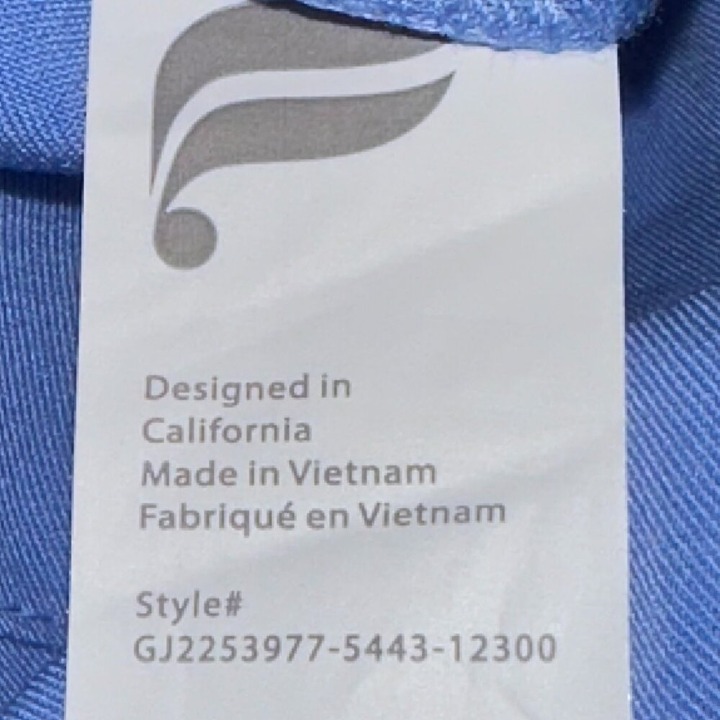 Designed in
California
Made in Vietnam
Fabriqué en Vietnam
Style#
GJ2253977-5443-12300